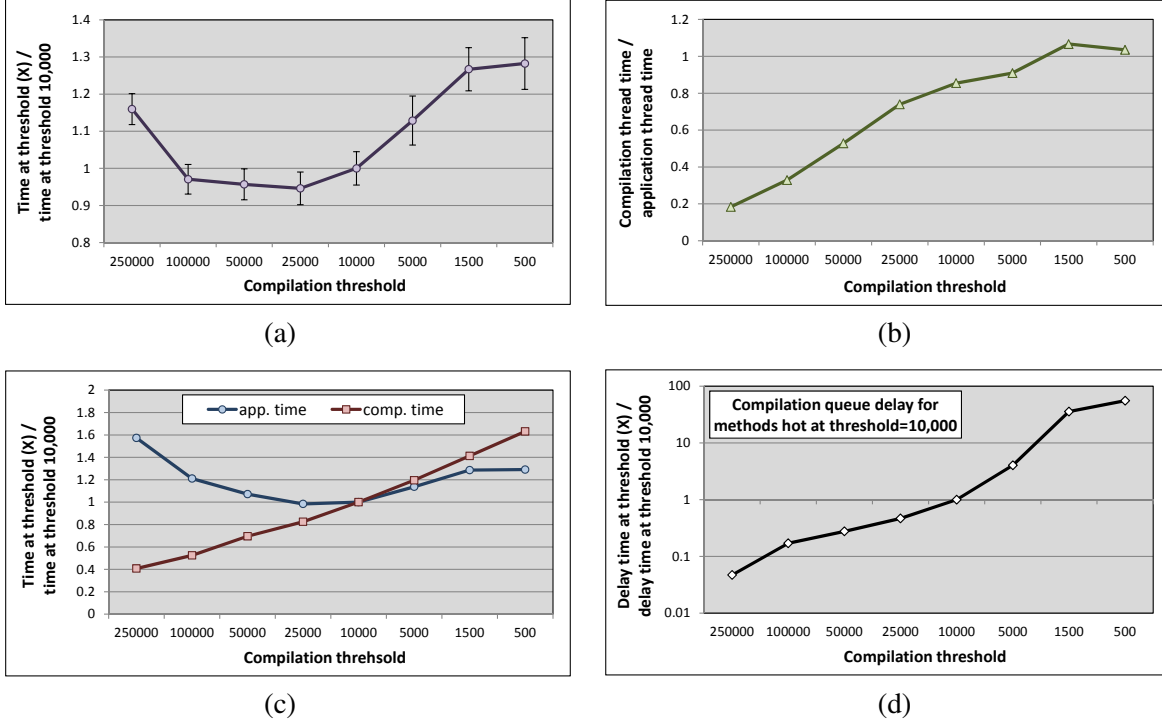 Time at threshold (X) /
time at threshold 10,000
1.4
1.3
1.2
1.1
1
0.9
0.8
250000 100000 50000 25000 10000 5000 1500 500
Compilation threshold
(a)
Compilation thread time /
application thread time
1.2
1
0.8
0.6
0.4
0.2
0
250000 100000 50000 25000 10000 5000 1500 500
Compilation threshold
(b)
Time at threshold (X) /
time at threshold 10,000
2
1.8
1.6
1.4
1.2
1
0.8
0.6
0.4
0.2
0
app. time comp. time
250000 100000 50000 25000 10000 5000 1500 500
Compilation threhsold
(c)
Delay time at threshold (X) /
delay time at threshold 10,000
100
10
1
0.1
0.01
Compilation queue delay for
methods hot at threshold=10,000
250000 100000 50000 25000 10000 5000 1500 500
Compilation threshold
(d)